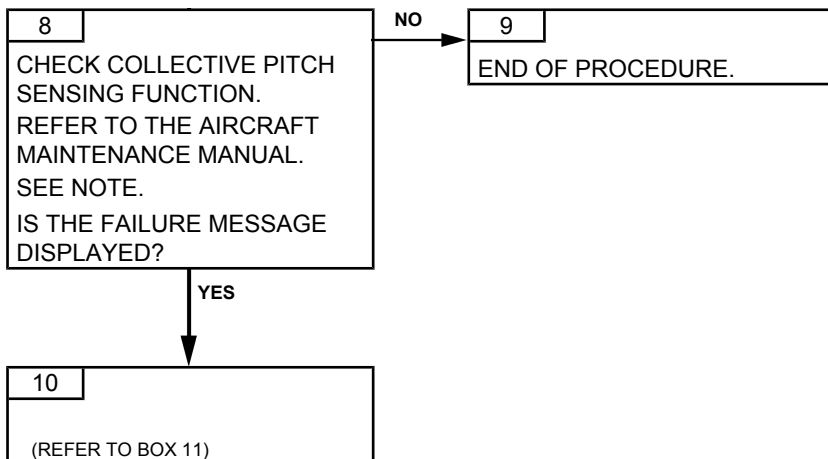 8
CHECK COLLECTIVE PITCH
SENSING FUNCTION.
REFER TO THE AIRCRAFT
MAINTENANCE MANUAL.
SEE NOTE.
IS THE FAILURE MESSAGE
DISPLAYED?
NO
9
END OF PROCEDURE.
YES
10
(REFER TO BOX 11)